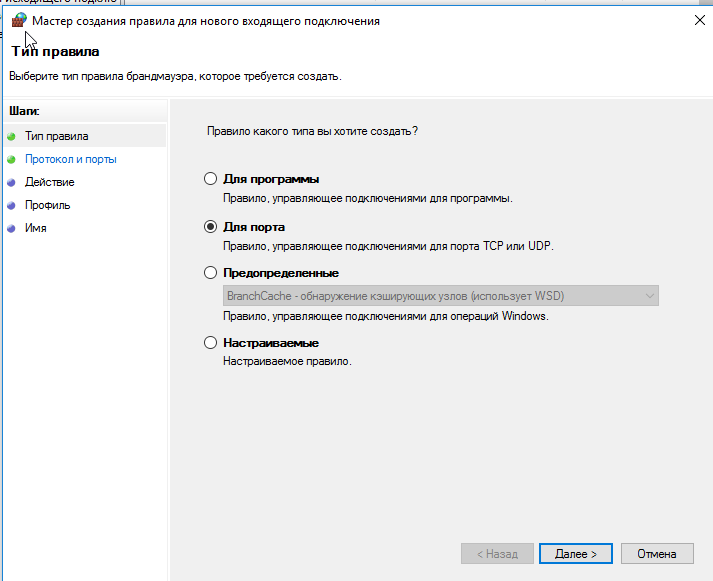 Мастер создания правила для нового входящего подключения
Тип правила
Выберите тип правила брандмауэра, которое требуется создать.
Шаги:
Тип правила
Протокол и порты
Действие
Профиль
Имя
Правило какого типа вы хотите создать?
Для программы
Правило, управляющее подключениями для программы.
Для порта
Правило, управляющее подключениями для порта TCP или UDP.
Предопределенные
BranchCache - обнаружение кэширующих узлов (использует WSD)
Правило, управляющее подключениями для операций Windows.
Настраиваемые
Настраиваемое правило.
< Назад
Далее >
Отмена